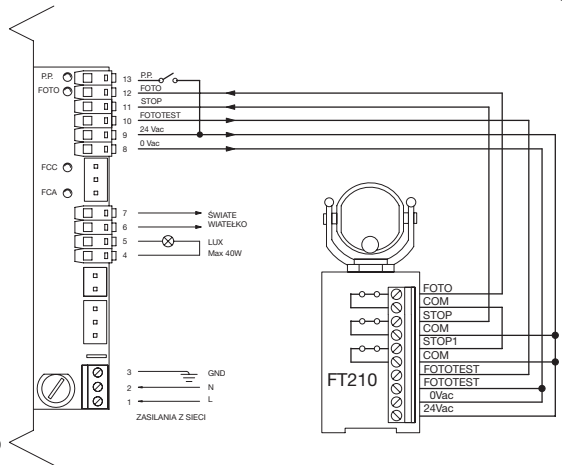 P.P. 13 P.P.
FOTO 12 FOTO
11 STOP
10 FOTOTEST
9 24 Vac
8 0 Vac
FCC
FCA
7 ŚWIATE
6 WIATEŁKO
5 LUX
4 Max 40W
3 GND
2 N
1 L
ZASILANIA Z SIECI
FT210
FOTO
COM
STOP
COM
STOP1
COM
FOTOTEST
FOTOTEST
0Vac
24Vac